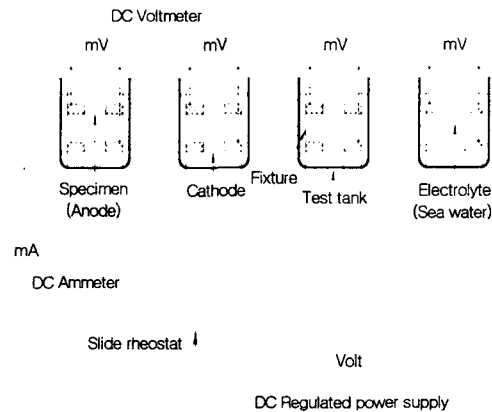 DC Voltmeter
mV mV mV mV
Specimen
(Anode)
Cathode
Fixture
Test tank
Electrolyte
(Sea water)
mA
DC Ammeter
Slide rheostat
Volt
DC Regulated power supply